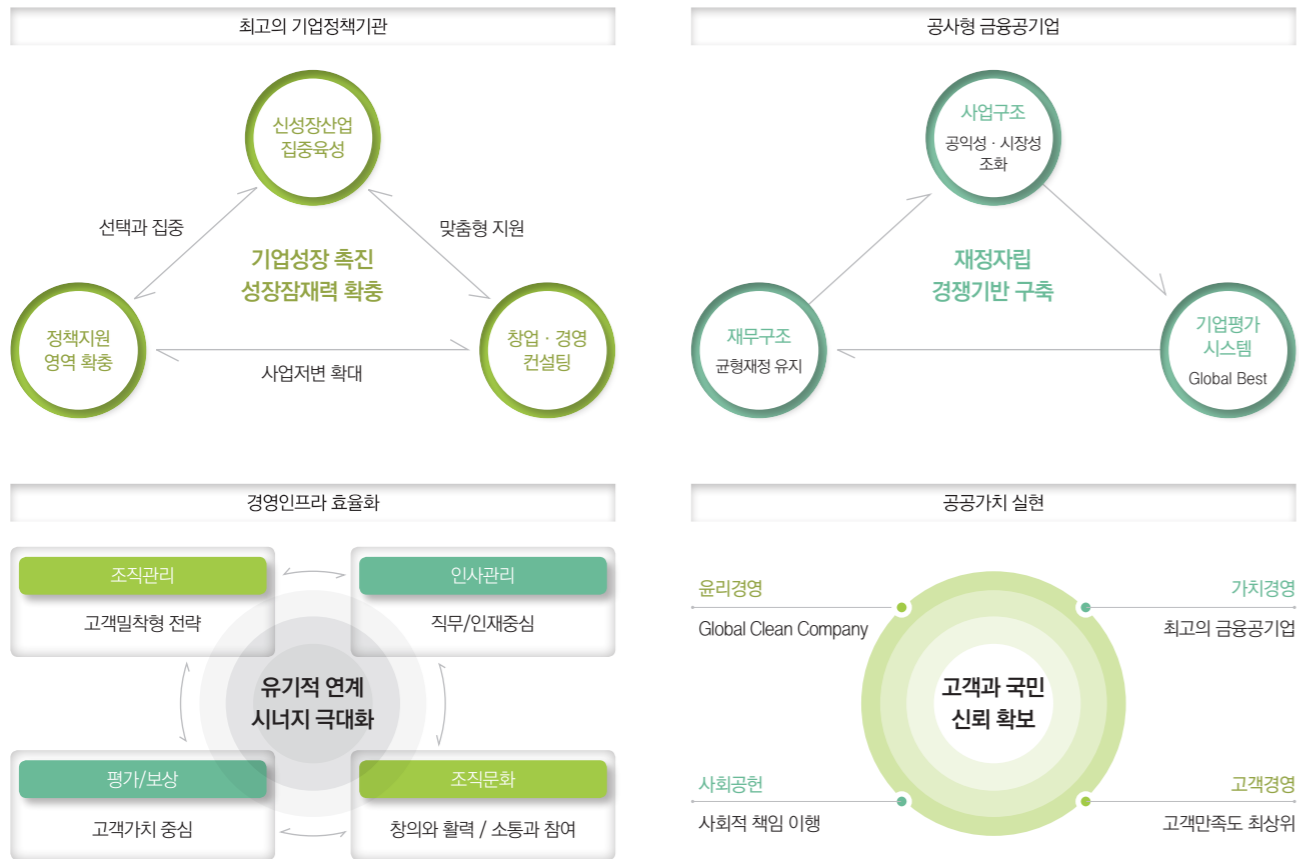 최고의 기업정책기관
신성장산업
집중육성
선택과 집중
맞춤형 지원
기업성장 촉진
성장잠재력 확충
정책지원
영역 확충
사업저변 확대
창업 · 경영
컨설팅
공사형 금융공기업
사업구조
공익성 · 시장성
조화
재정자립
경쟁기반 구축
재무구조
균형재정 유지
기업평가
시스템
Global Best
경영인프라 효율화
조직관리
고객밀착형 전략
인사관리
직무/인재중심
유기적 연계
시너지 극대화
평가/보상
고객가치 중심
조직문화
창의와 활력 / 소통과 참여
공공가치 실현
윤리경영
Global Clean Company
가치경영
최고의 금융공기업
고객과 국민
신뢰 확보
사회공헌
사회적 책임 이행
고객경영
고객만족도 최상위